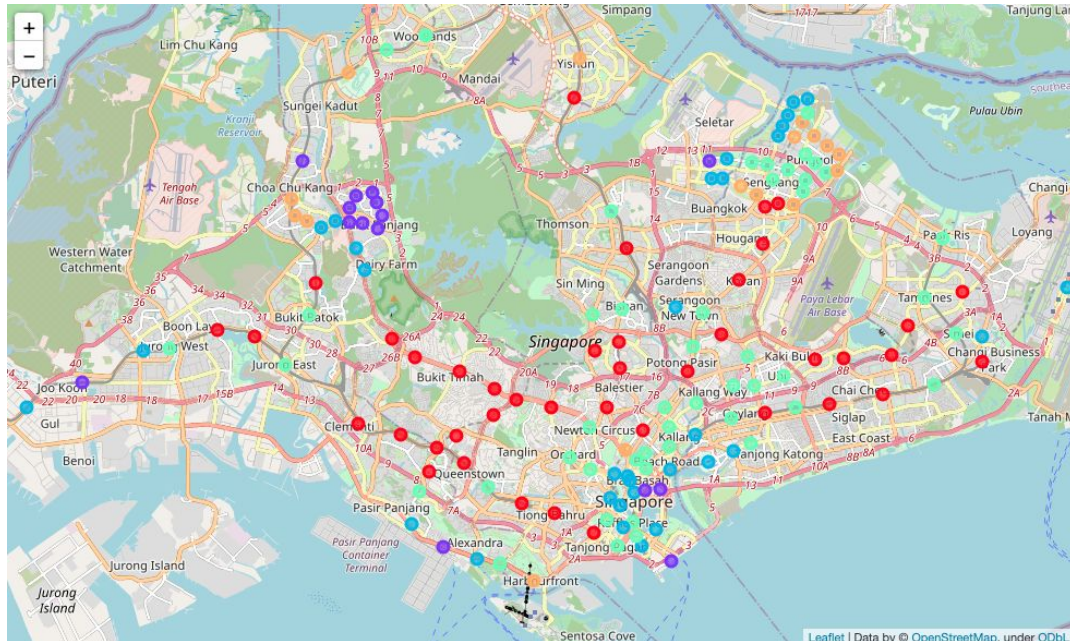 +
−
Puteri
Lim Chu Kang
10B
Woodlands
Simpang
1717
Tanjung Lan
Yishun
Mandai
8A
Sungei Kadut
Kranji
Reservoir
Seletar
Pulau Ubin
Punggol
Tengah
Air Base
Choa Chu Kang
Sengkang
Changi
Buangkok
Thomson
Loyang
Pasir Ris
Western Water
Catchment
Dairy Farm
Hougang
Serangoon
Gardens
Sin Ming
Paya Lebar
Air Base
Serangoon
New Town
Boon Lay
Bukit Batok
Bishan
Simei
Jurong West
Singapore
Potong Pasir
Changi Business
Park
Joo Koon
Jurong East
Bukit Timah
Balestier
Kallang Way
Chai Chee
Gul
Clementi
Newton Circus
Geylang
Siglap
Tanah M
Benoi
Tanglin
Orchard
Kallang
East Coast
Beach Road
Tanjong Katong
Queenstown
Bras Basah
Pasir Panjang
Tiong Bahru
Singapore
Raffles Place
Pasir Panjang
Container
Terminal
Alexandra
Tanjong Pagar
Jurong Island
Harbourfront
Jurong
Island
Sentosa Cove
Leaflet | Data by © OpenStreetMap, under ODbL